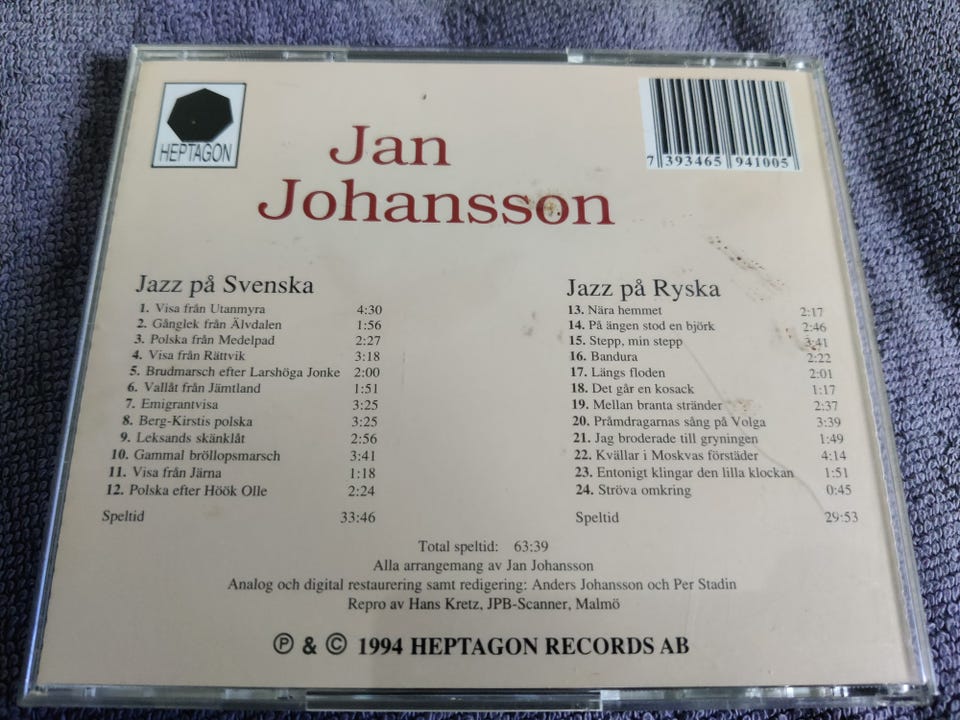 HEPTAGON
7 393465 941005
Jan
Johansson
Jazz på Svenska
1. Visa från Utanmyra 4:30
2. Gånglek från Älvdalen 1:56
3. Polska från Medelpad 2:27
4. Visa från Rättvik 3:18
5. Brudmarsch efter Larshöga Jonke 2:00
6. Vallåt från Jämtland 1:51
7. Emigrantvisa 3:25
8. Berg-Kirstis polska 3:25
9. Leksands skänklåt 2:56
10. Gammal bröllopsmarsch 3:41
11. Visa från Järna 1:18
12. Polska efter Höök Olle 2:24
Speltid 33:46
Jazz på Ryska
13. Nära hemmet 2:17
14. På ängen stod en björk 2:46
15. Stepp, min stepp 3:41
16. Bandura 2:22
17. Längs floden 2:01
18. Det går en kosack 1:17
19. Mellan branta stränder 2:37
20. Pråmdragarnas sång på Volga 3:39
21. Jag broderade till gryningen 1:49
22. Kvällar i Moskvas förstäder 4:14
23. Entonigt klingar den lilla klockan 1:51
24. Ströva omkring 0:45
Speltid 29:53
Total speltid: 63:39
Alla arrangemang av Jan Johansson
Analog och digital restaurering samt redigering: Anders Johansson och Per Stadin
Repro av Hans Kretz, JPB-Scanner, Malmö
℗ & © 1994 HEPTAGON RECORDS AB